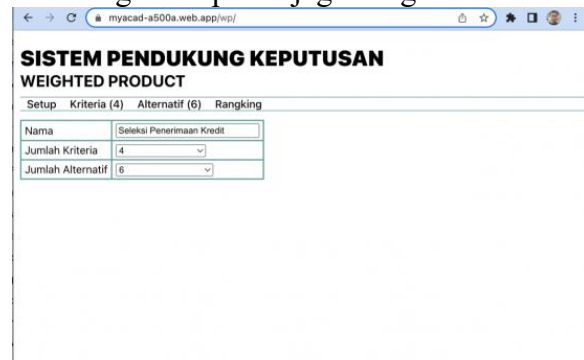 myacad-a500a.web.app/wp/
SISTEM PENDUKUNG KEPUTUSAN
WEIGHTED PRODUCT
Setup Kriteria (4) Alternatif (6) Rangking
Nama Seleksi Penerimaan Kredit
Jumlah Kriteria 4
Jumlah Alternatif 6